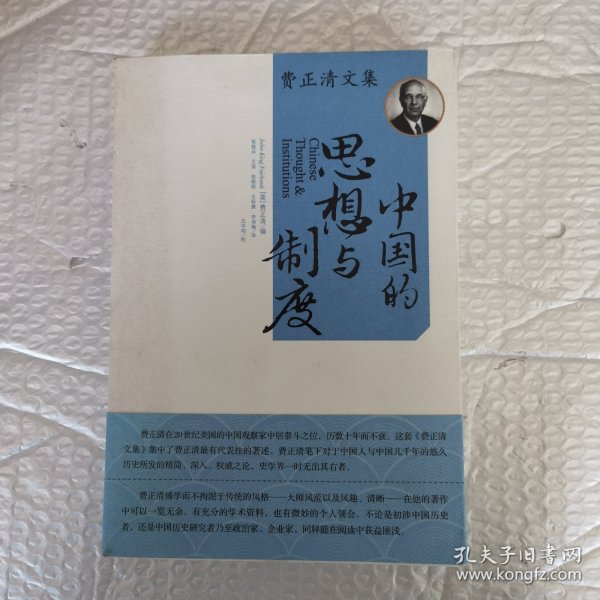 费正清文集
中国的
思想与
制度
Chinese
Thought &
Institutions
John King Fairbank [美] 费正清 编
费正清在20世纪美国的中国观察家中居泰斗之位，历数十年而不衰。这套《费正清
文集》集中了费正清最有代表性的著述。费正清笔下对于中国人与中国几千年的悠久
历史所发的精简、深入、权威之论，史学界一时无出其右者。
费正清博学而不拘泥于传统的风格——大师风范以及风趣、清晰——在他的著作
中可以一览无余，有充分的学术资料，也有微妙的个人领会。不论是初涉中国历史
者，还是中国历史研究者乃至政治家、企业家，同样能在阅读中获益匪浅。
孔夫子旧书网
www.kongfz.com